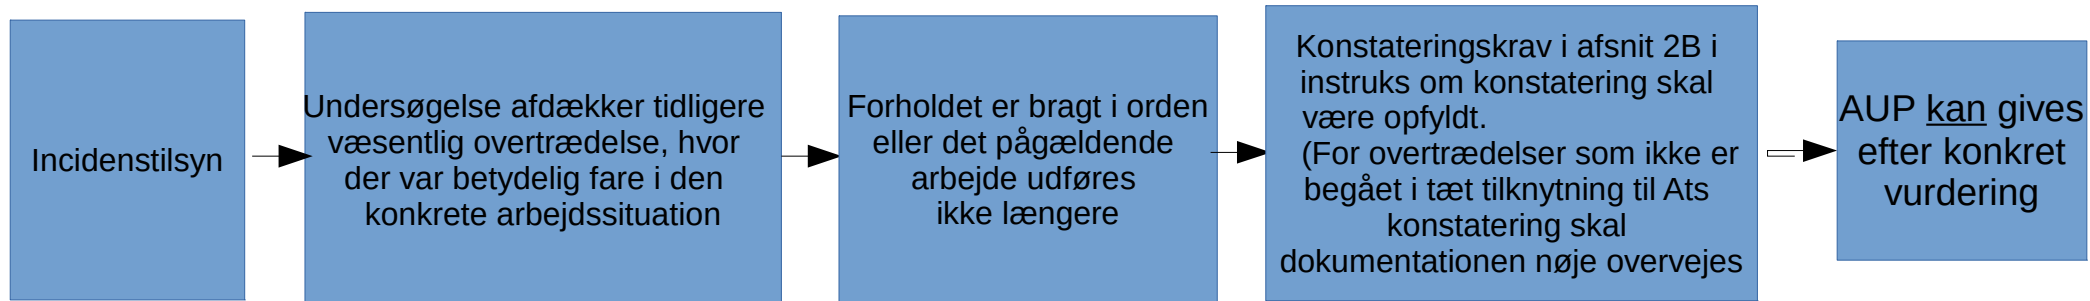 Incidenstilsyn
Undersøgelse afdækker tidligere
væsentlig overtrædelse, hvor
der var betydelig fare i den
konkrete arbejdssituation
Forholdet er bragt i orden
eller det pågældende
arbejde udføres
ikke længere
Konstateringskrav i afsnit 2B i
instruks om konstatering skal
være opfyldt.
(For overtrædelser som ikke er
begået i tæt tilknytning til Ats
konstatering skal
dokumentationen nøje overvejes
AUP kan gives
efter konkret
vurdering